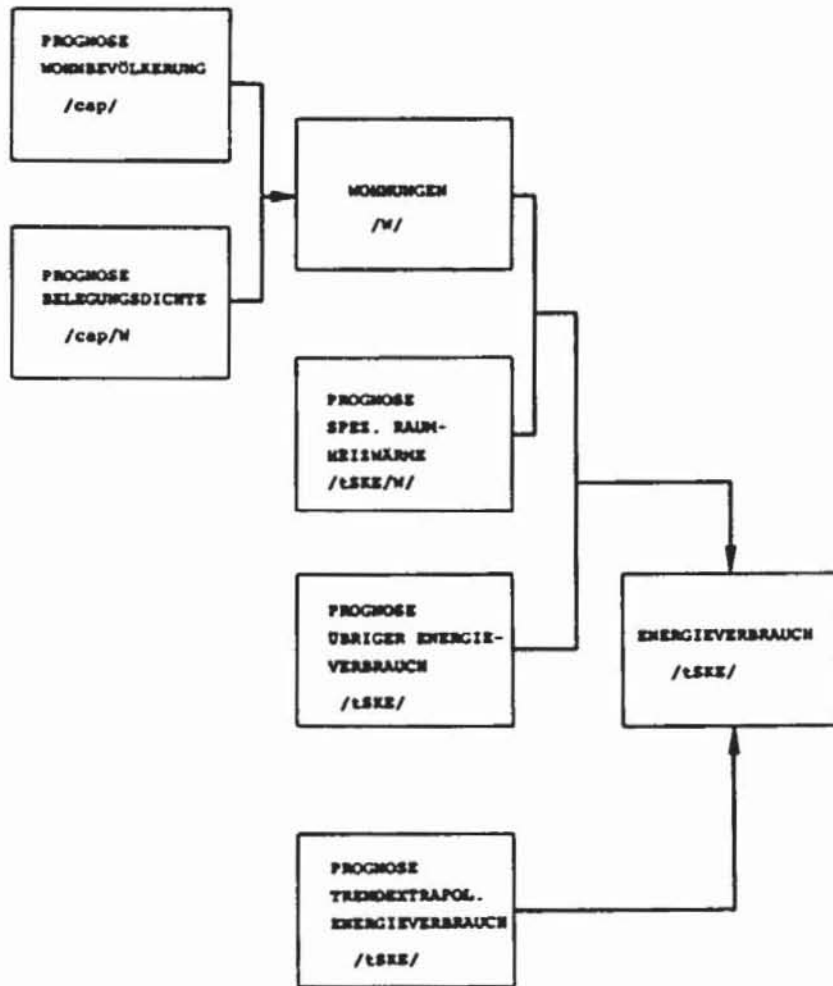 PROGNOSE
WOHNBEVÖLKERUNG
/cap/
WOHNUNGEN
/W/
PROGNOSE
BELEGUNGSDICHTE
/cap/W
PROGNOSE
SPEZ. RAUM-
HEIZWÄRME
/tSKE/W/
PROGNOSE
ÜBRIGER ENERGIE-
VERBRAUCH
/tSKE/
ENERGIEVERBRAUCH
/tSKE/
PROGNOSE
TRENDEXTRAPOL.
ENERGIEVERBRAUCH
/tSKE/